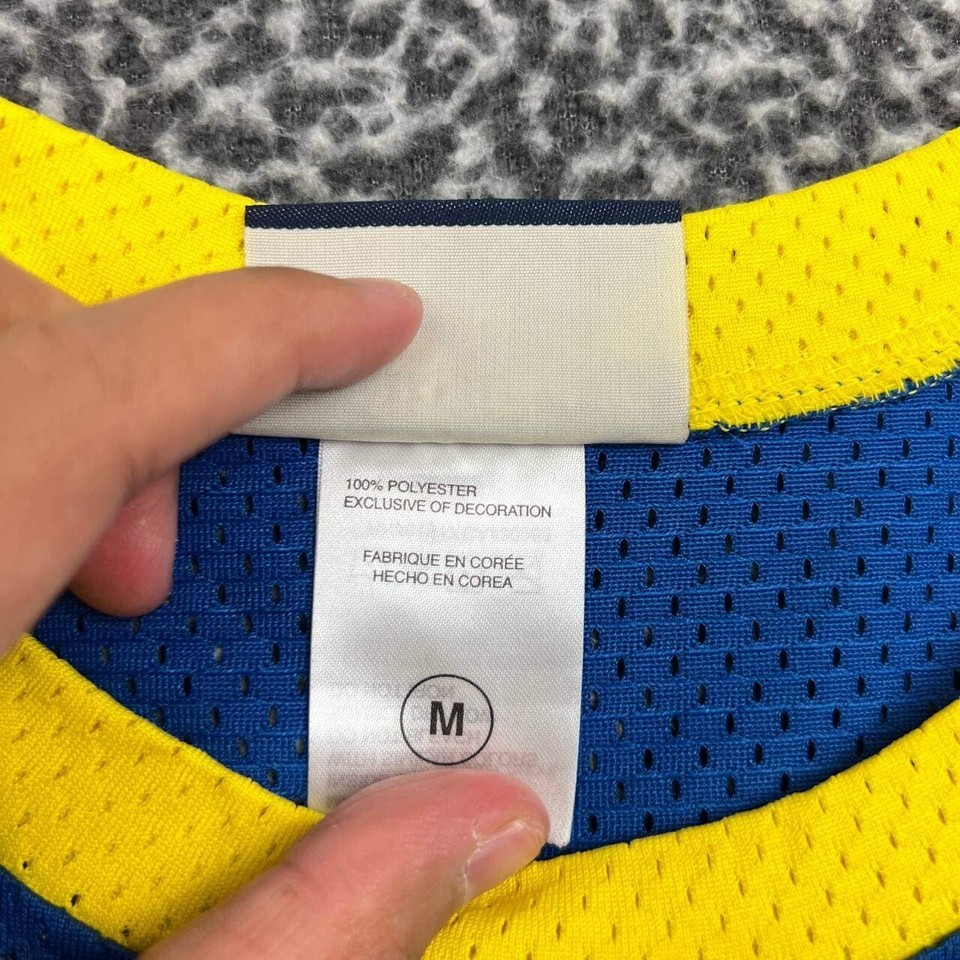 100% POLYESTER
EXCLUSIVE OF DECORATION
FABRIQUE EN CORÉE
HECHO EN COREA
M